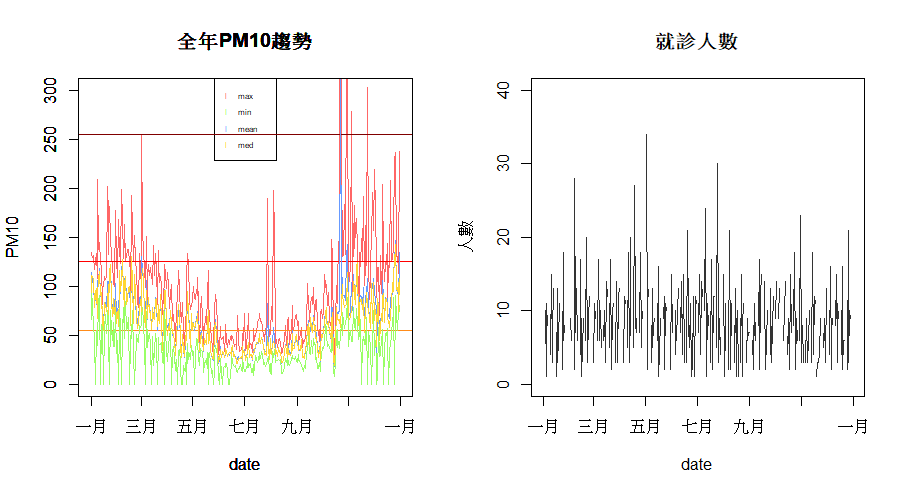 全年PM10趨勢
PM10
300
250
200
150
100
50
0
max
min
mean
med
一月
三月
五月
七月
九月
一月
date
就診人數
人數
40
30
20
10
0
一月
三月
五月
七月
九月
一月
date